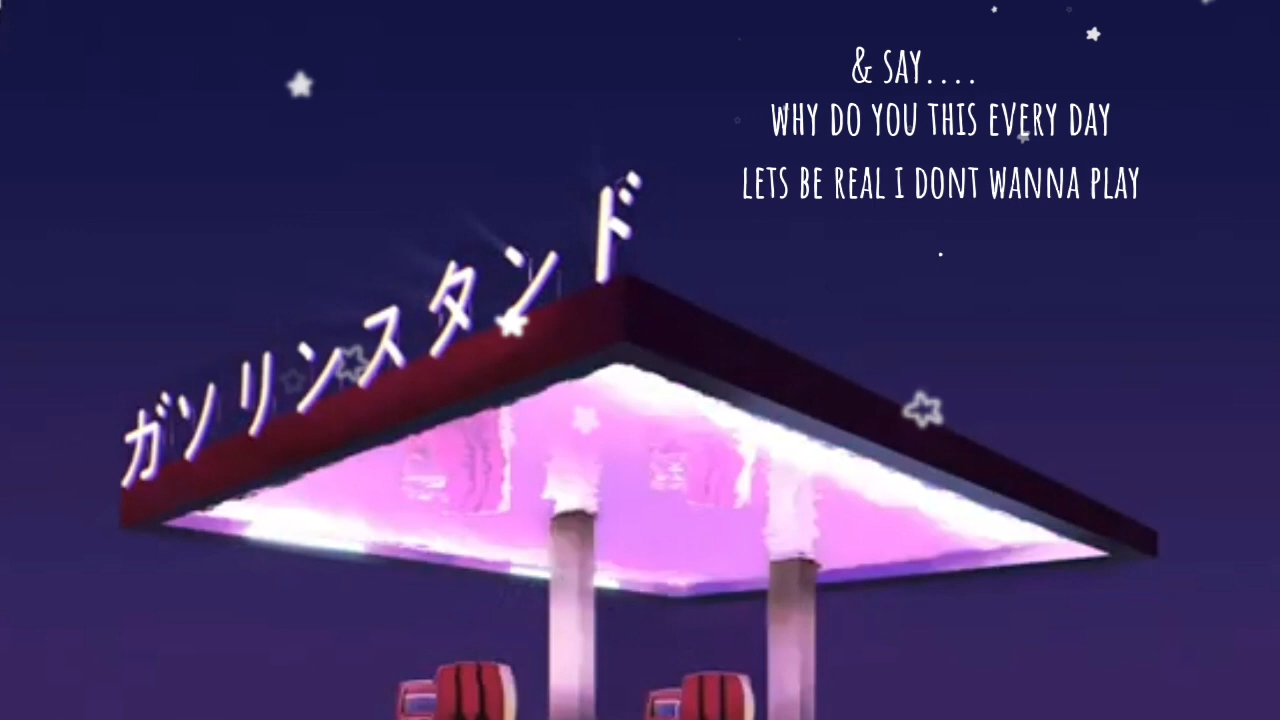 & SAY....
WHY DO YOU THIS EVERY DAY
LETS BE REAL I DONT WANNA PLAY
ガソリンスタンド